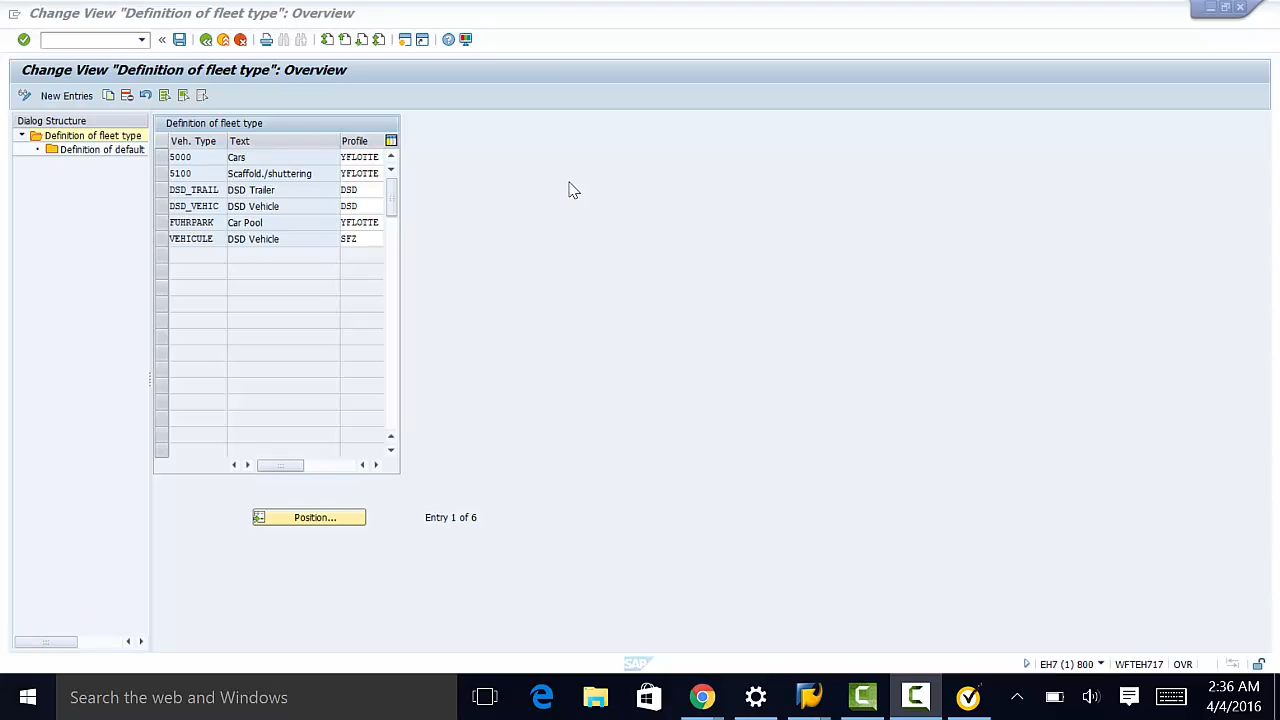 Change View "Definition of fleet type": Overview
Change View "Definition of fleet type": Overview
New Entries
Dialog Structure
Definition of fleet type
Definition of default
Definition of fleet type
Veh. Type Text Profile
5000 Cars YFLOTTE
5100 Scaffold./shuttering YFLOTTE
DSD_TRAIL DSD Trailer DSD
DSD_VEHIC DSD Vehicle DSD
FUHRPARK Car Pool YFLOTTE
VEHICULE DSD Vehicle SFZ
Position... Entry 1 of 6
SAP
EH7 (1) 800 WFTEH717 OVR
Search the web and Windows
2:36 AM
4/4/2016